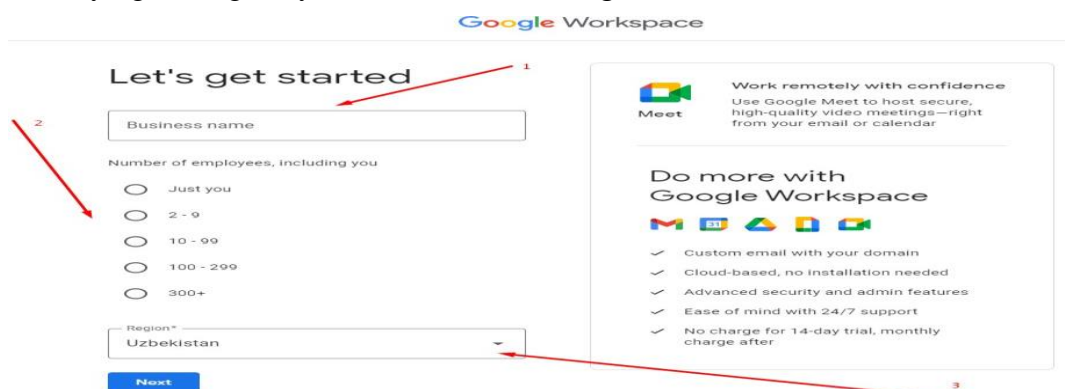 Google Workspace
Let's get started
1
2
Business name
Number of employees, including you
Just you
2 - 9
10 - 99
100 - 299
300+
Region*
Uzbekistan
Next
Meet
Work remotely with confidence
Use Google Meet to host secure,
high-quality video meetings—right
from your email or calendar
Do more with
Google Workspace
31
Custom email with your domain
Cloud-based, no installation needed
Advanced security and admin features
Ease of mind with 24/7 support
No charge for 14-day trial, monthly
charge after
3